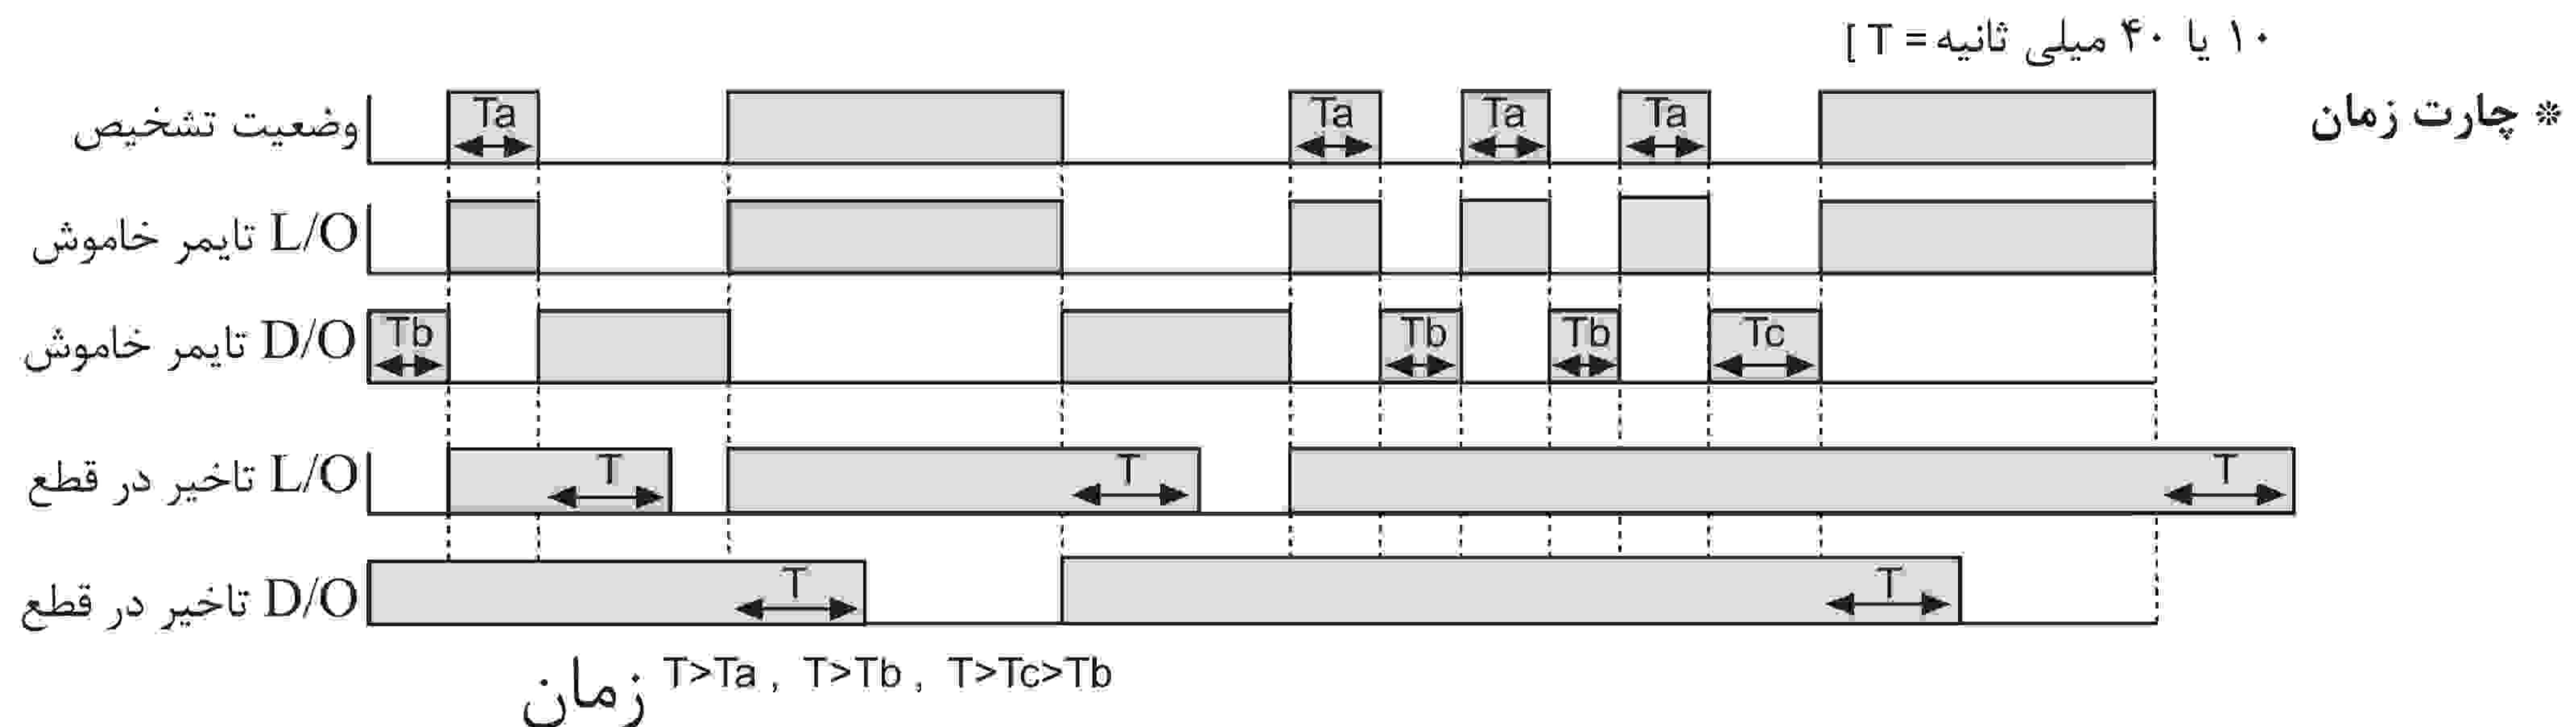 [ T = ۱۰ یا ۴۰ میلی ثانیه
* چارت زمان
وضعیت تشخیص Ta Ta Ta Ta
L/O تایمر خاموش
D/O تایمر خاموش Tb Tb Tb Tc
L/O تاخیر در قطع T T T
D/O تاخیر در قطع T T
زمان T>Ta , T>Tb , T>Tc>Tb